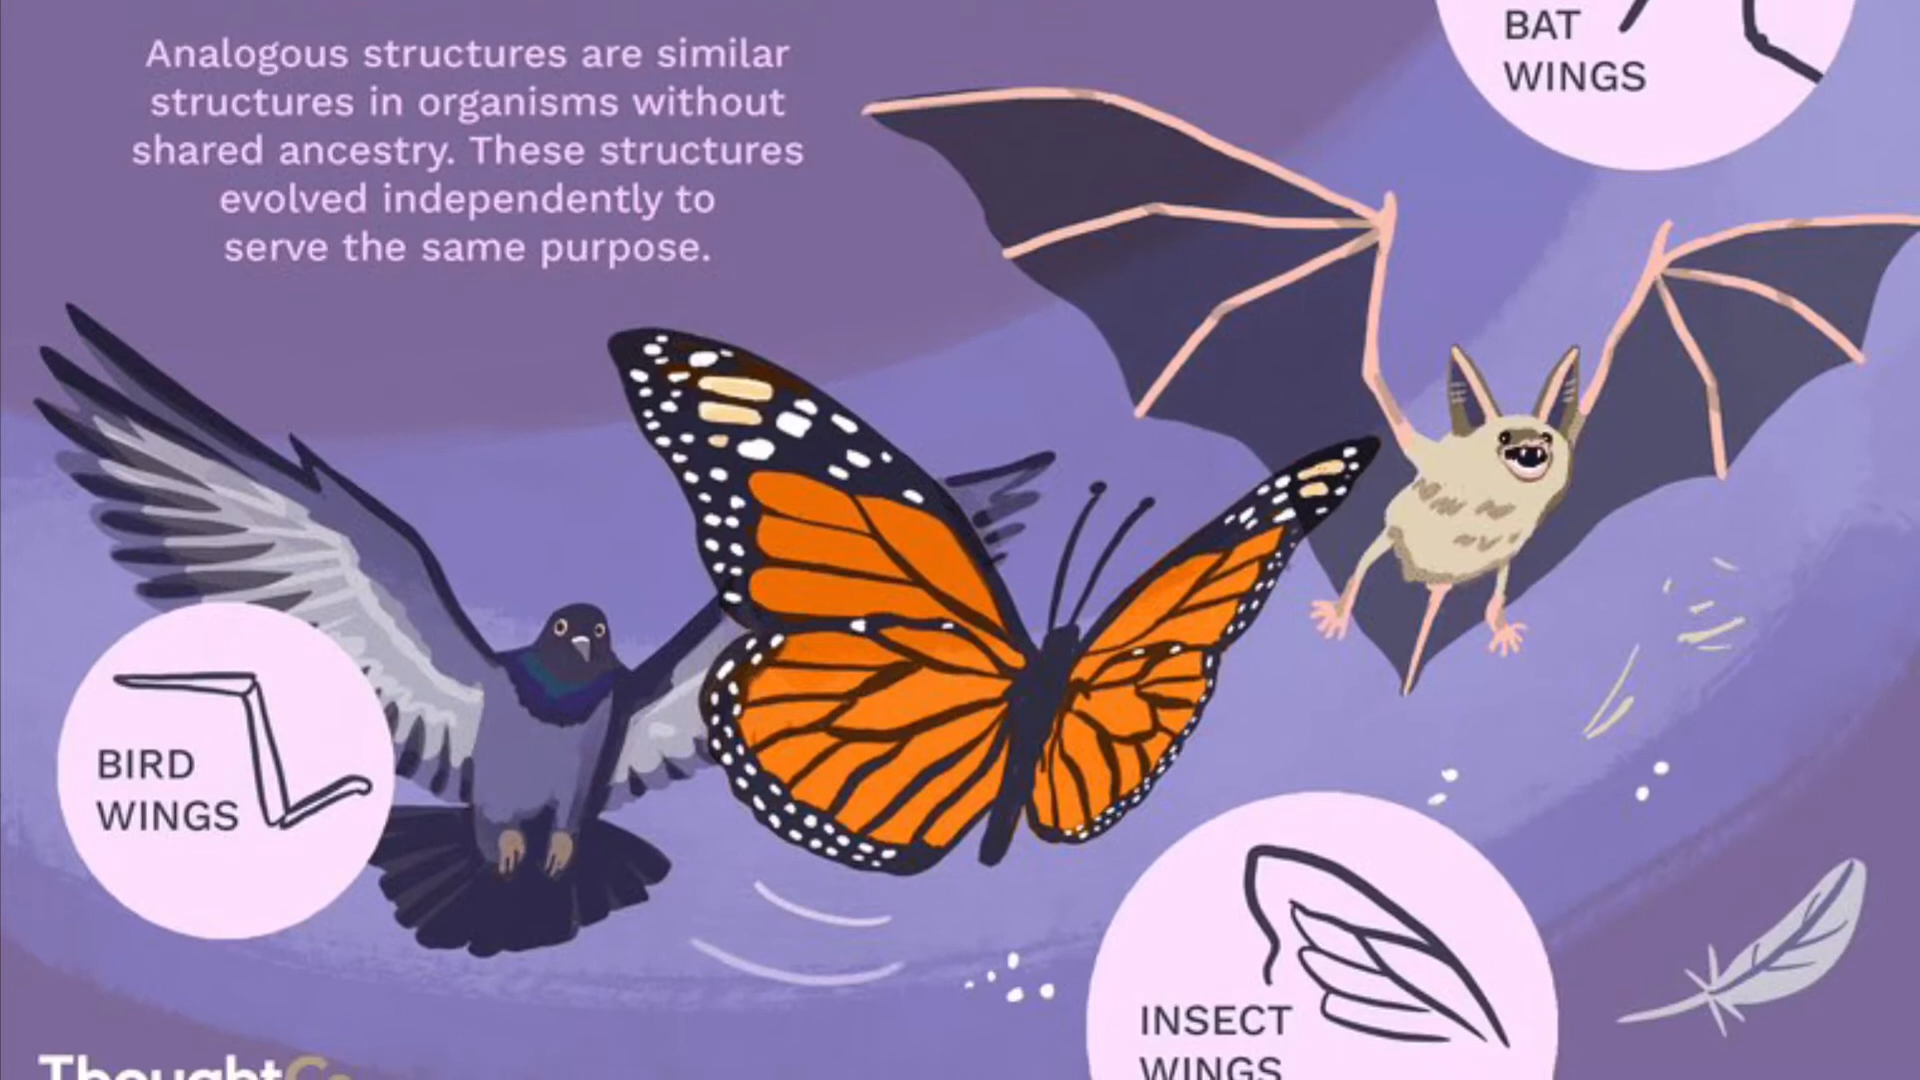 BAT
WINGS
Analogous structures are similar
structures in organisms without
shared ancestry. These structures
evolved independently to
serve the same purpose.
BIRD
WINGS
INSECT
WINGS
ThoughtCo